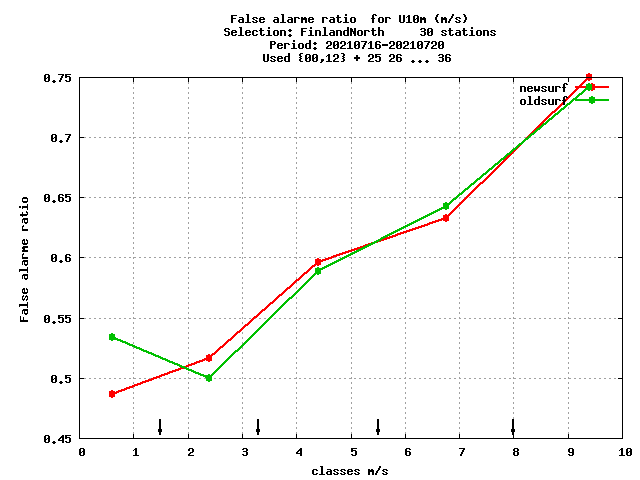 False alarme ratio  for U10m (m/s)
Selection: FinlandNorth     30 stations
Period: 20210716-20210720
Used {00,12} + 25 26 ... 36
newsurf
oldsurf
False alarme ratio
0.75
0.7
0.65
0.6
0.55
0.5
0.45
0 1 2 3 4 5 6 7 8 9 10
classes m/s